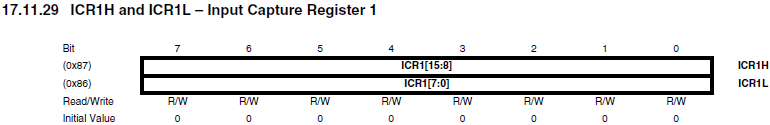 17.11.29 ICR1H and ICR1L – Input Capture Register 1
Bit 7 6 5 4 3 2 1 0
(0x87) ICR1[15:8] ICR1H
(0x86) ICR1[7:0] ICR1L
Read/Write R/W R/W R/W R/W R/W R/W R/W R/W
Initial Value 0 0 0 0 0 0 0 0